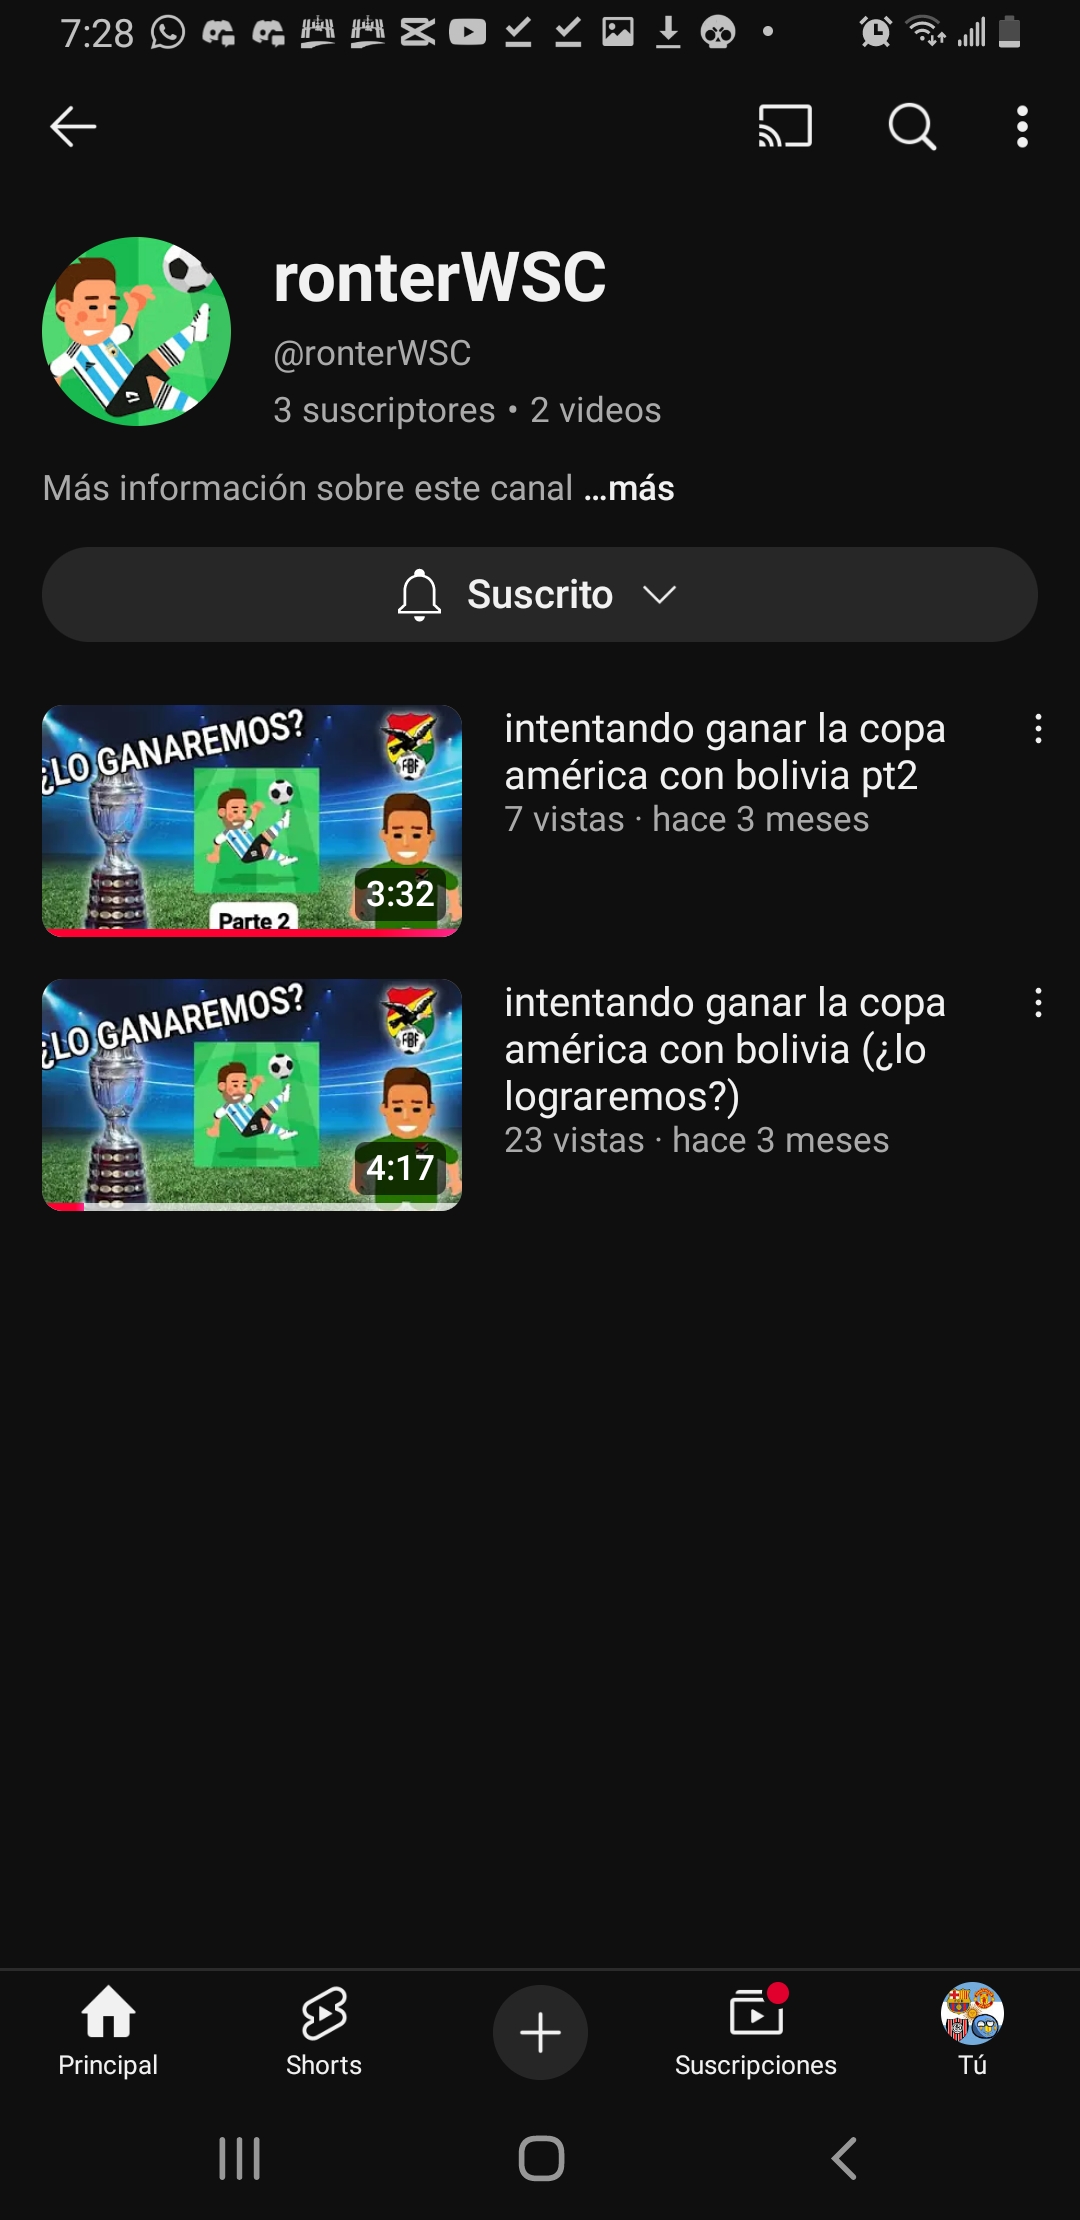 7:28
ronterWSC
@ronterWSC
3 suscriptores • 2 videos
Más información sobre este canal ...más
Suscrito
¿LO GANAREMOS?
FBF
3:32
Parte 2
intentando ganar la copa
américa con bolivia pt2
7 vistas · hace 3 meses
¿LO GANAREMOS?
FBF
4:17
intentando ganar la copa
américa con bolivia (¿lo
lograremos?)
23 vistas · hace 3 meses
Principal
Shorts
Suscripciones
Tú